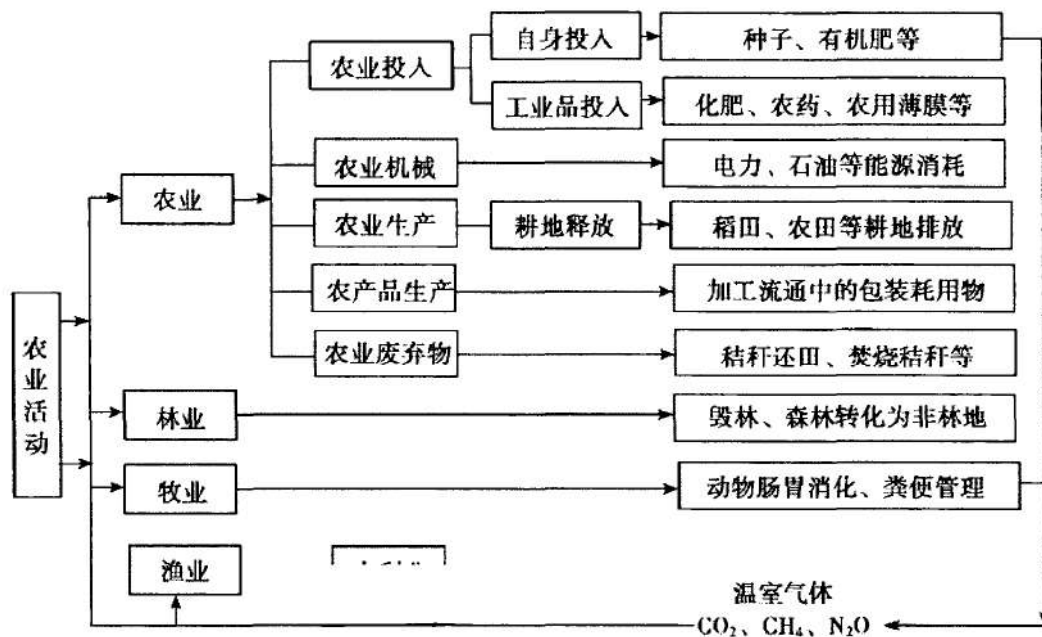 自身投入
种子、有机肥等
农业投入
工业品投入
化肥、农药、农用薄膜等
农业机械
电力、石油等能源消耗
农业
农业生产
耕地释放
稻田、农田等耕地排放
农产品生产
加工流通中的包装耗用物
农业活动
农业废弃物
秸秆还田、焚烧秸秆等
林业
毁林、森林转化为非林地
牧业
动物肠胃消化、粪便管理
渔业
温室气体
CO₂、CH₄、N₂O